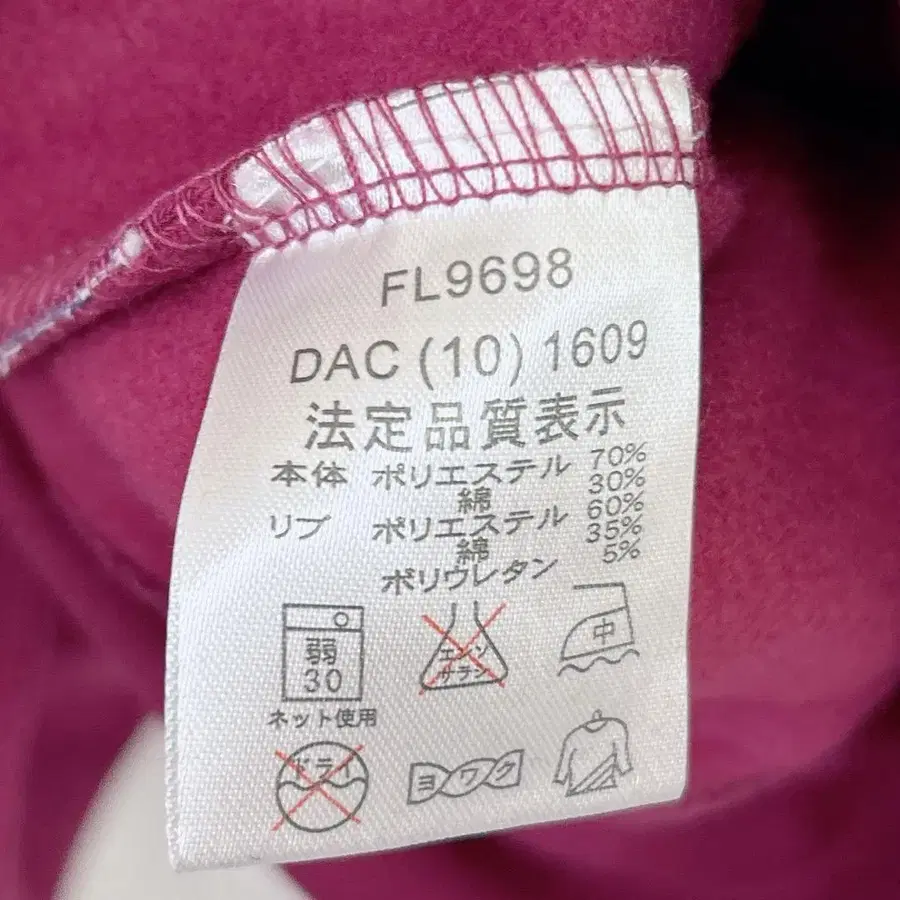 FL9698
DAC (10) 1609
法定品質表示
本体 ポリエステル 70%
綿 30%
リブ ポリエステル 60%
綿 35%
ポリウレタン 5%
弱
30
ネット使用
エンソ
サラシ
中
ドライ
ヨワク